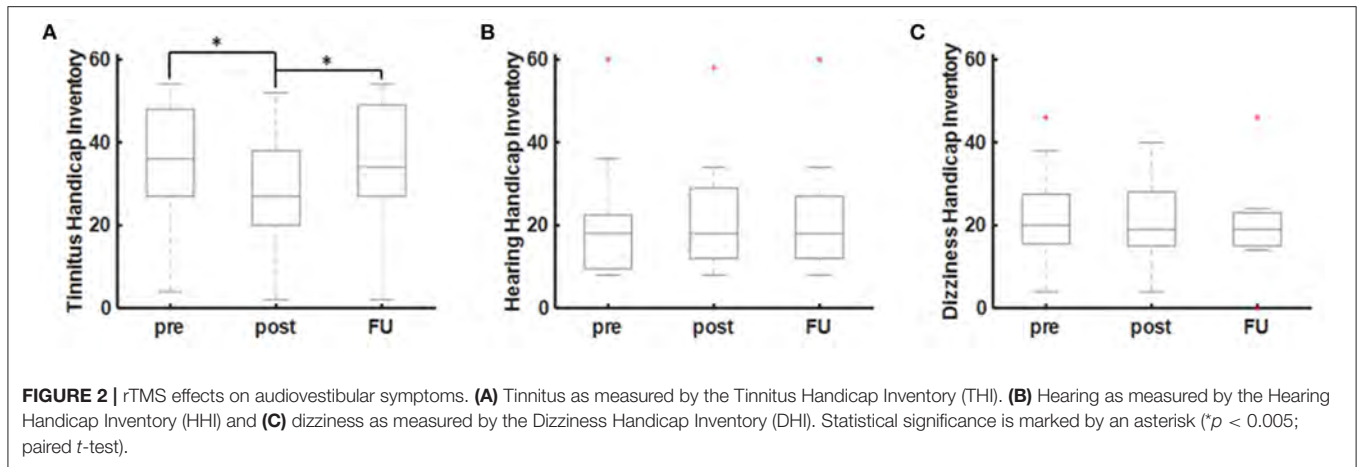 A
*
*
60
40
20
0
Tinnitus Handicap Inventory
pre post FU
B
60
40
20
0
Hearing Handicap Inventory
pre post FU
C
60
40
20
0
Dizziness Handicap Inventory
pre post FU
FIGURE 2 | rTMS effects on audiovestibular symptoms. (A) Tinnitus as measured by the Tinnitus Handicap Inventory (THI). (B) Hearing as measured by the Hearing
Handicap Inventory (HHI) and (C) dizziness as measured by the Dizziness Handicap Inventory (DHI). Statistical significance is marked by an asterisk (*p < 0.005;
paired t-test).